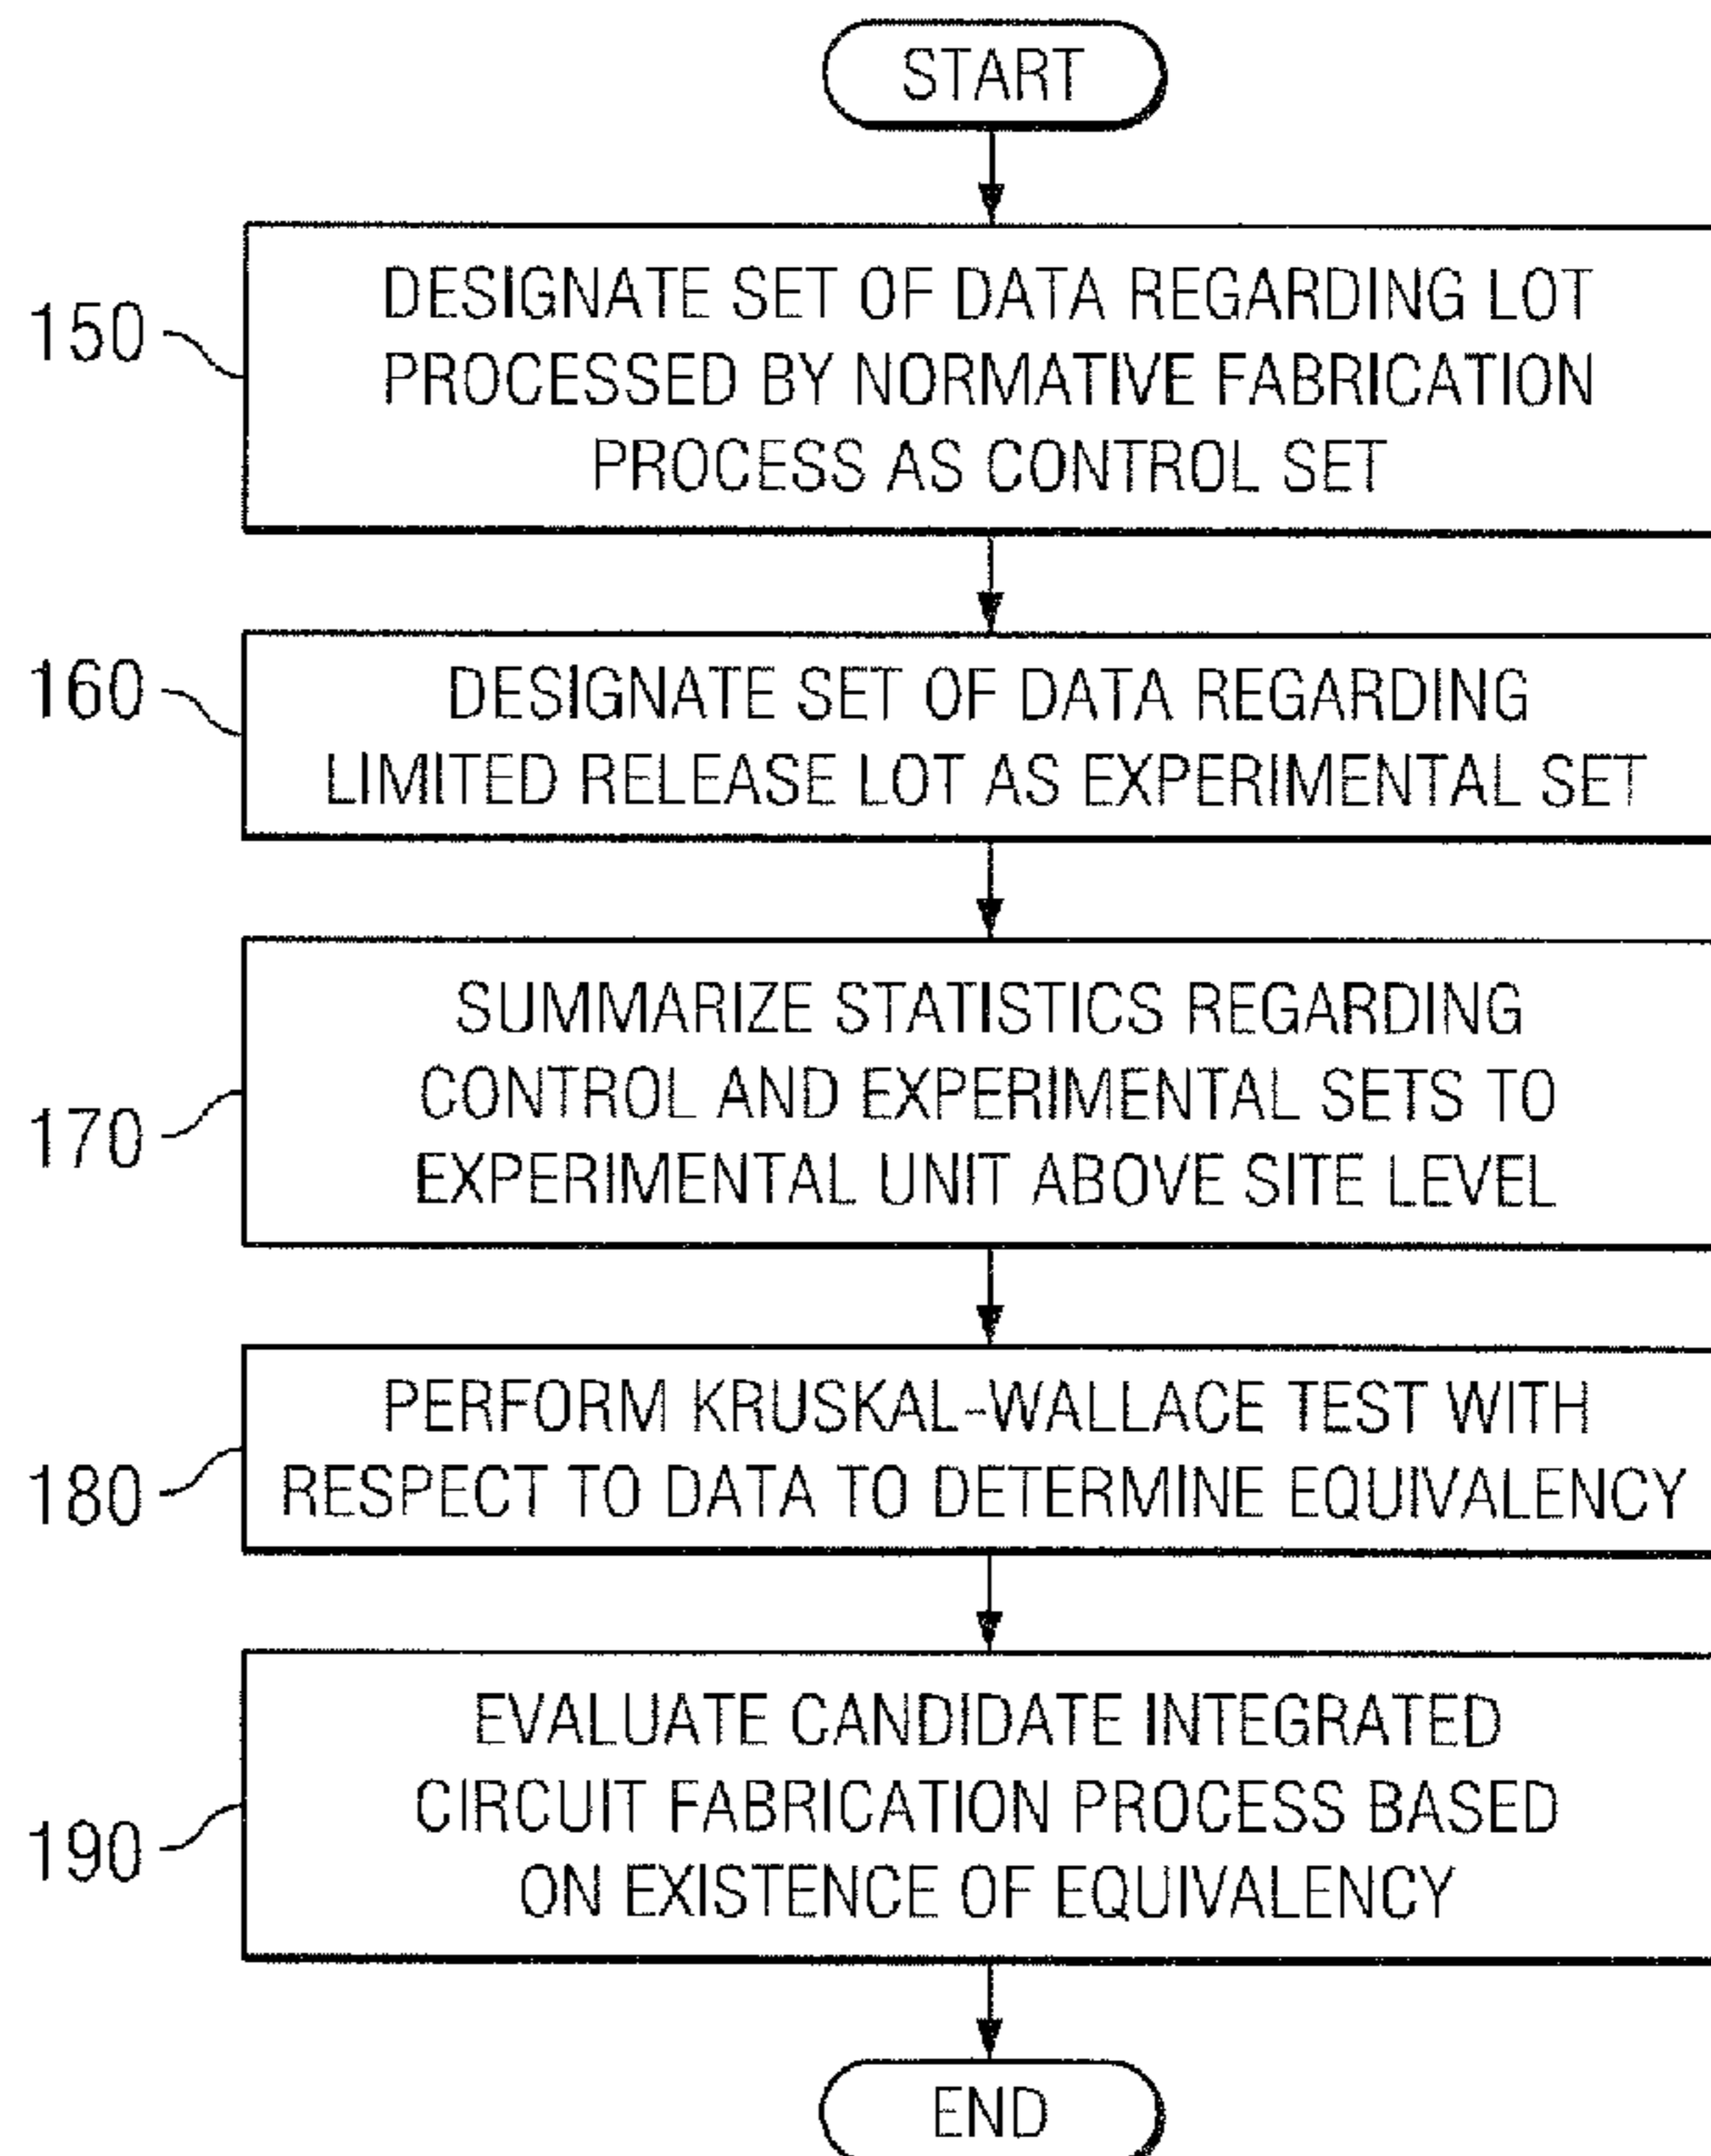 START
150
DESIGNATE SET OF DATA REGARDING LOT
PROCESSED BY NORMATIVE FABRICATION
PROCESS AS CONTROL SET
160
DESIGNATE SET OF DATA REGARDING
LIMITED RELEASE LOT AS EXPERIMENTAL SET
170
SUMMARIZE STATISTICS REGARDING
CONTROL AND EXPERIMENTAL SETS TO
EXPERIMENTAL UNIT ABOVE SITE LEVEL
180
PERFORM KRUSKAL-WALLACE TEST WITH
RESPECT TO DATA TO DETERMINE EQUIVALENCY
190
EVALUATE CANDIDATE INTEGRATED
CIRCUIT FABRICATION PROCESS BASED
ON EXISTENCE OF EQUIVALENCY
END